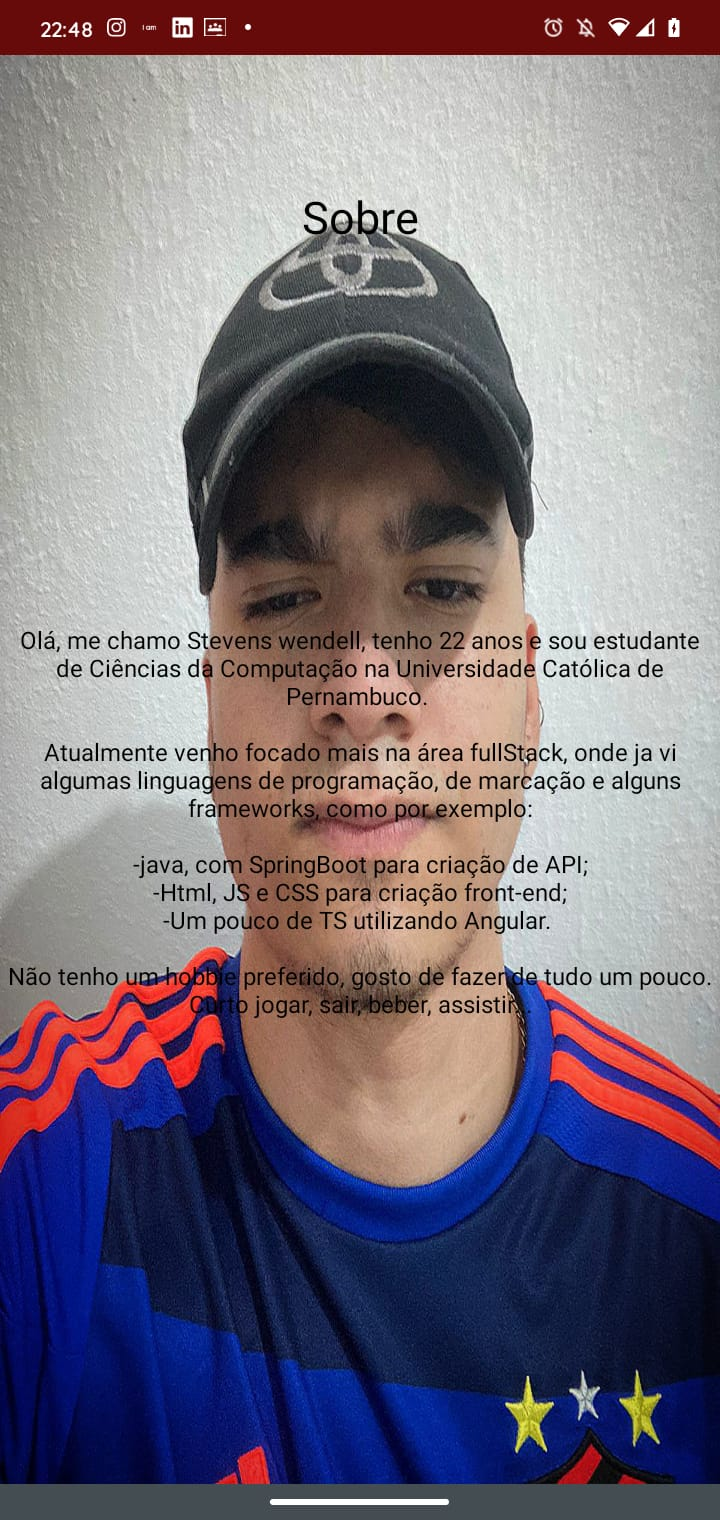 22:48
I am
Sobre
Olá, me chamo Stevens wendell, tenho 22 anos e sou estudante
de Ciências da Computação na Universidade Católica de
Pernambuco.
Atualmente venho focado mais na área fullStack, onde ja vi
algumas linguagens de programação, de marcação e alguns
frameworks, como por exemplo:
-java, com SpringBoot para criação de API;
-Html, JS e CSS para criação front-end;
-Um pouco de TS utilizando Angular.
Não tenho um hobbie preferido, gosto de fazer de tudo um pouco.
Curto jogar, sair, beber, assistir...